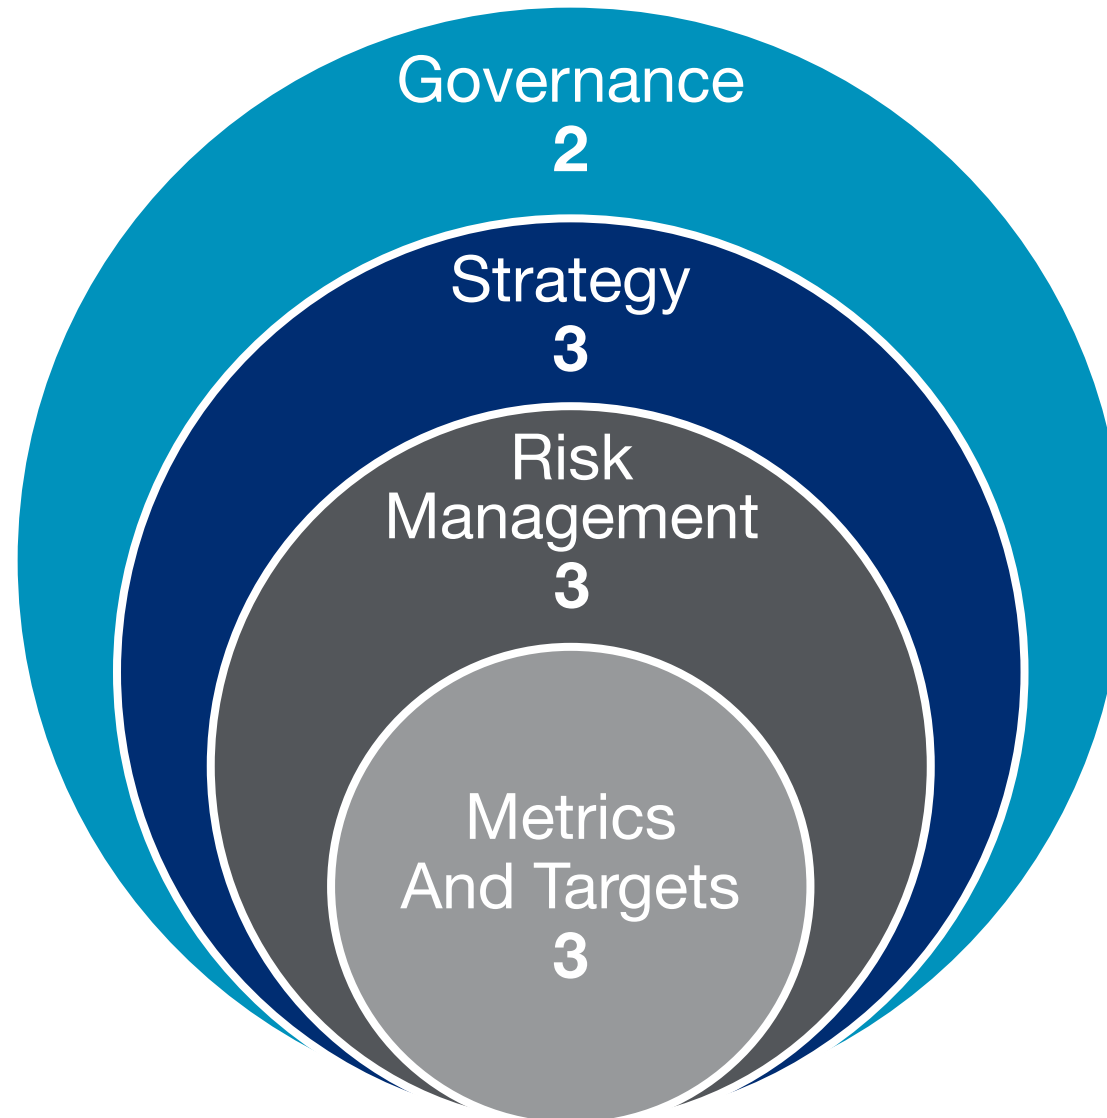 Governance
2
Strategy
3
Risk
Management
3
Metrics
And Targets
3